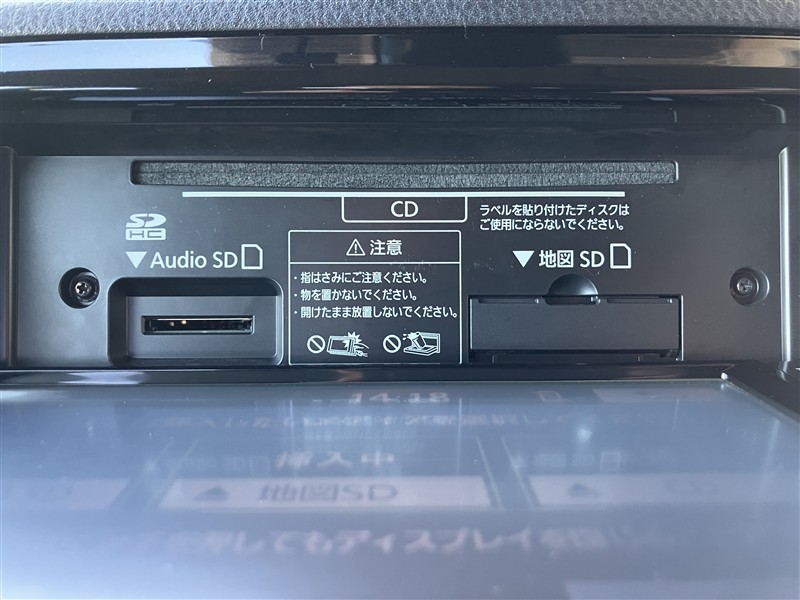 CD
ラベルを貼り付けたディスクは
ご使用にならないでください。
SD
HC
▼Audio SD
⚠注意
・指はさみにご注意ください。
・物を置かないでください。
・開けたまま放置しないでください。
▼地図 SD
14:18
挿入中
地図SD